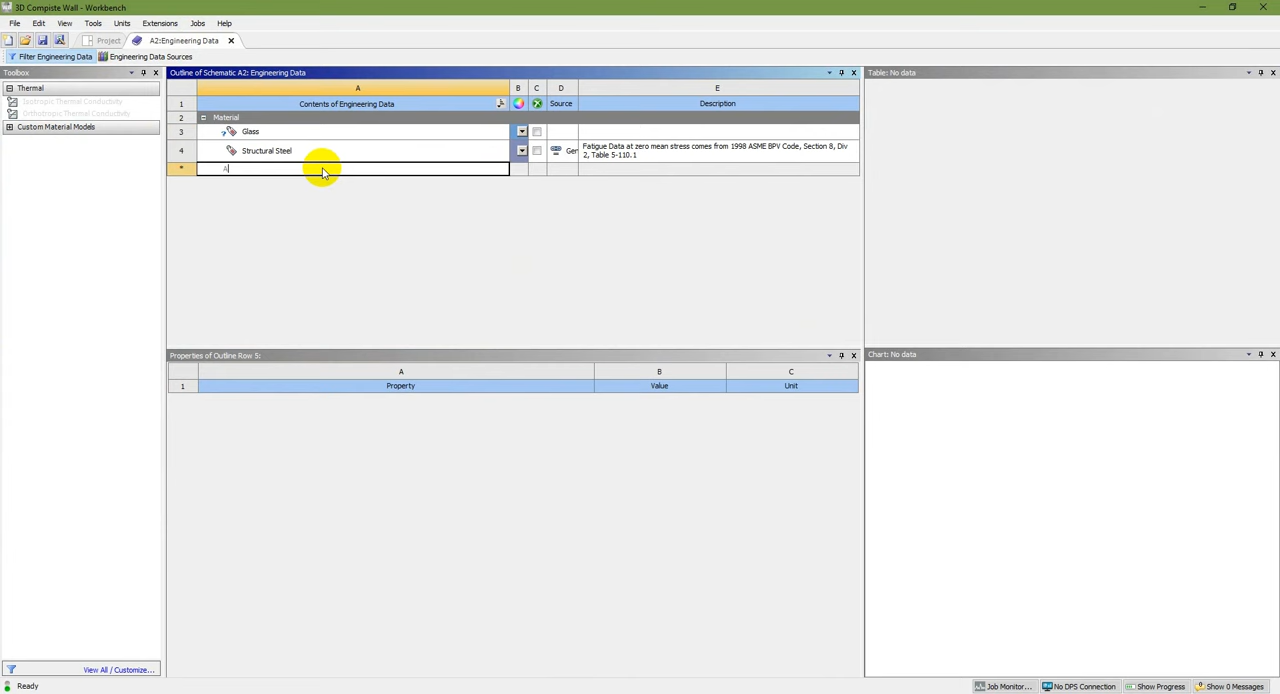 3D Compiste Wall - Workbench
File Edit View Tools Units Extensions Jobs Help
Project A2:Engineering Data
Filter Engineering Data Engineering Data Sources
Toolbox
Thermal
Isotropic Thermal Conductivity
Orthotropic Thermal Conductivity
Custom Material Models
View All / Customize...
Outline of Schematic A2: Engineering Data
A B C D E
1 Contents of Engineering Data Source Description
2 Material
3 Glass
4 Structural Steel Ger Fatigue Data at zero mean stress comes from 1998 ASME BPV Code, Section 8, Div
2, Table 5-110.1
* A
Properties of Outline Row 5:
A B C
1 Property Value Unit
Table: No data
Chart: No data
Ready
Job Monitor... No DPS Connection Show Progress Show 0 Messages